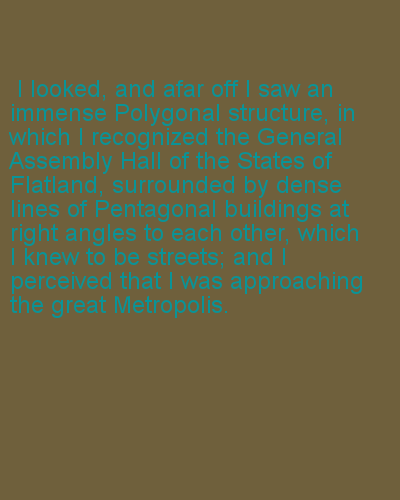 I looked, and afar off I saw an
immense Polygonal structure, in
which I recognized the General
Assembly Hall of the States of
Flatland, surrounded by dense
lines of Pentagonal buildings at
right angles to each other, which
I knew to be streets; and I
perceived that I was approaching
the great Metropolis.